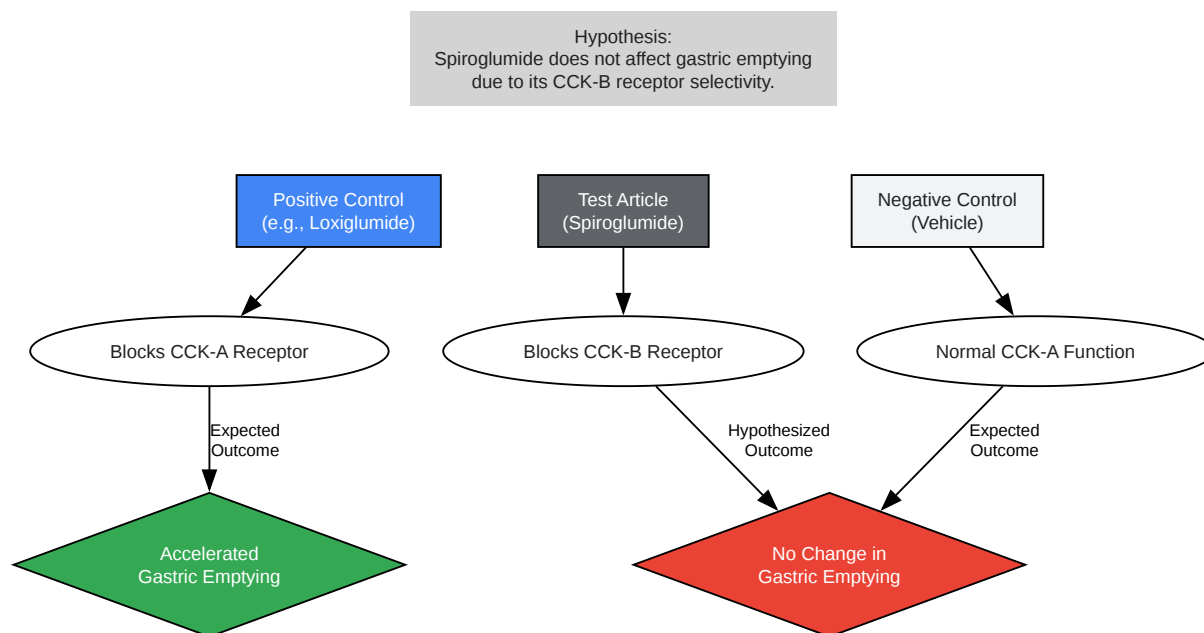 Hypothesis:
Spiroglumide does not affect gastric emptying
due to its CCK-B receptor selectivity.
Positive Control
(e.g., Loxiglumide)
Test Article
(Spiroglumide)
Negative Control
(Vehicle)
Blocks CCK-A Receptor
Blocks CCK-B Receptor
Normal CCK-A Function
Expected
Outcome
Hypothesized
Outcome
Expected
Outcome
Accelerated
Gastric Emptying
No Change in
Gastric Emptying